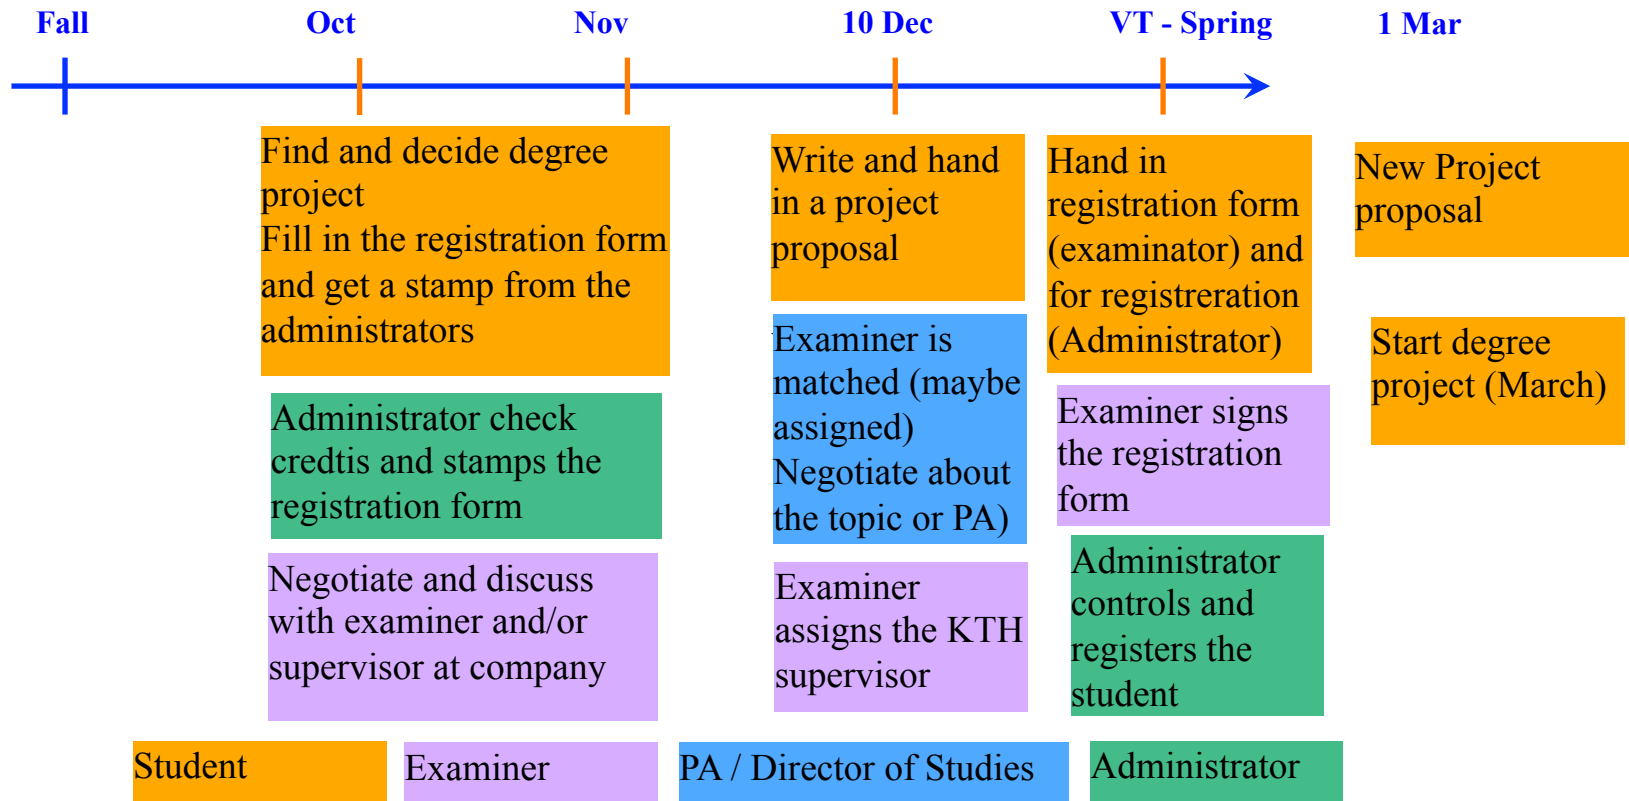 Fall
Oct
Nov
10 Dec
VT - Spring
1 Mar
Find and decide degree
project
Fill in the registration form
and get a stamp from the
administrators
Administrator check
credtis and stamps the
registration form
Negotiate and discuss
with examiner and/or
supervisor at company
Write and hand
in a project
proposal
Examiner is
matched (maybe
assigned)
Negotiate about
the topic or PA)
Examiner
assigns the KTH
supervisor
Hand in
registration form
(examinator) and
for registreration
(Administrator)
Examiner signs
the registration
form
Administrator
controls and
registers the
student
New Project
proposal
Start degree
project (March)
Student
Examiner
PA / Director of Studies
Administrator